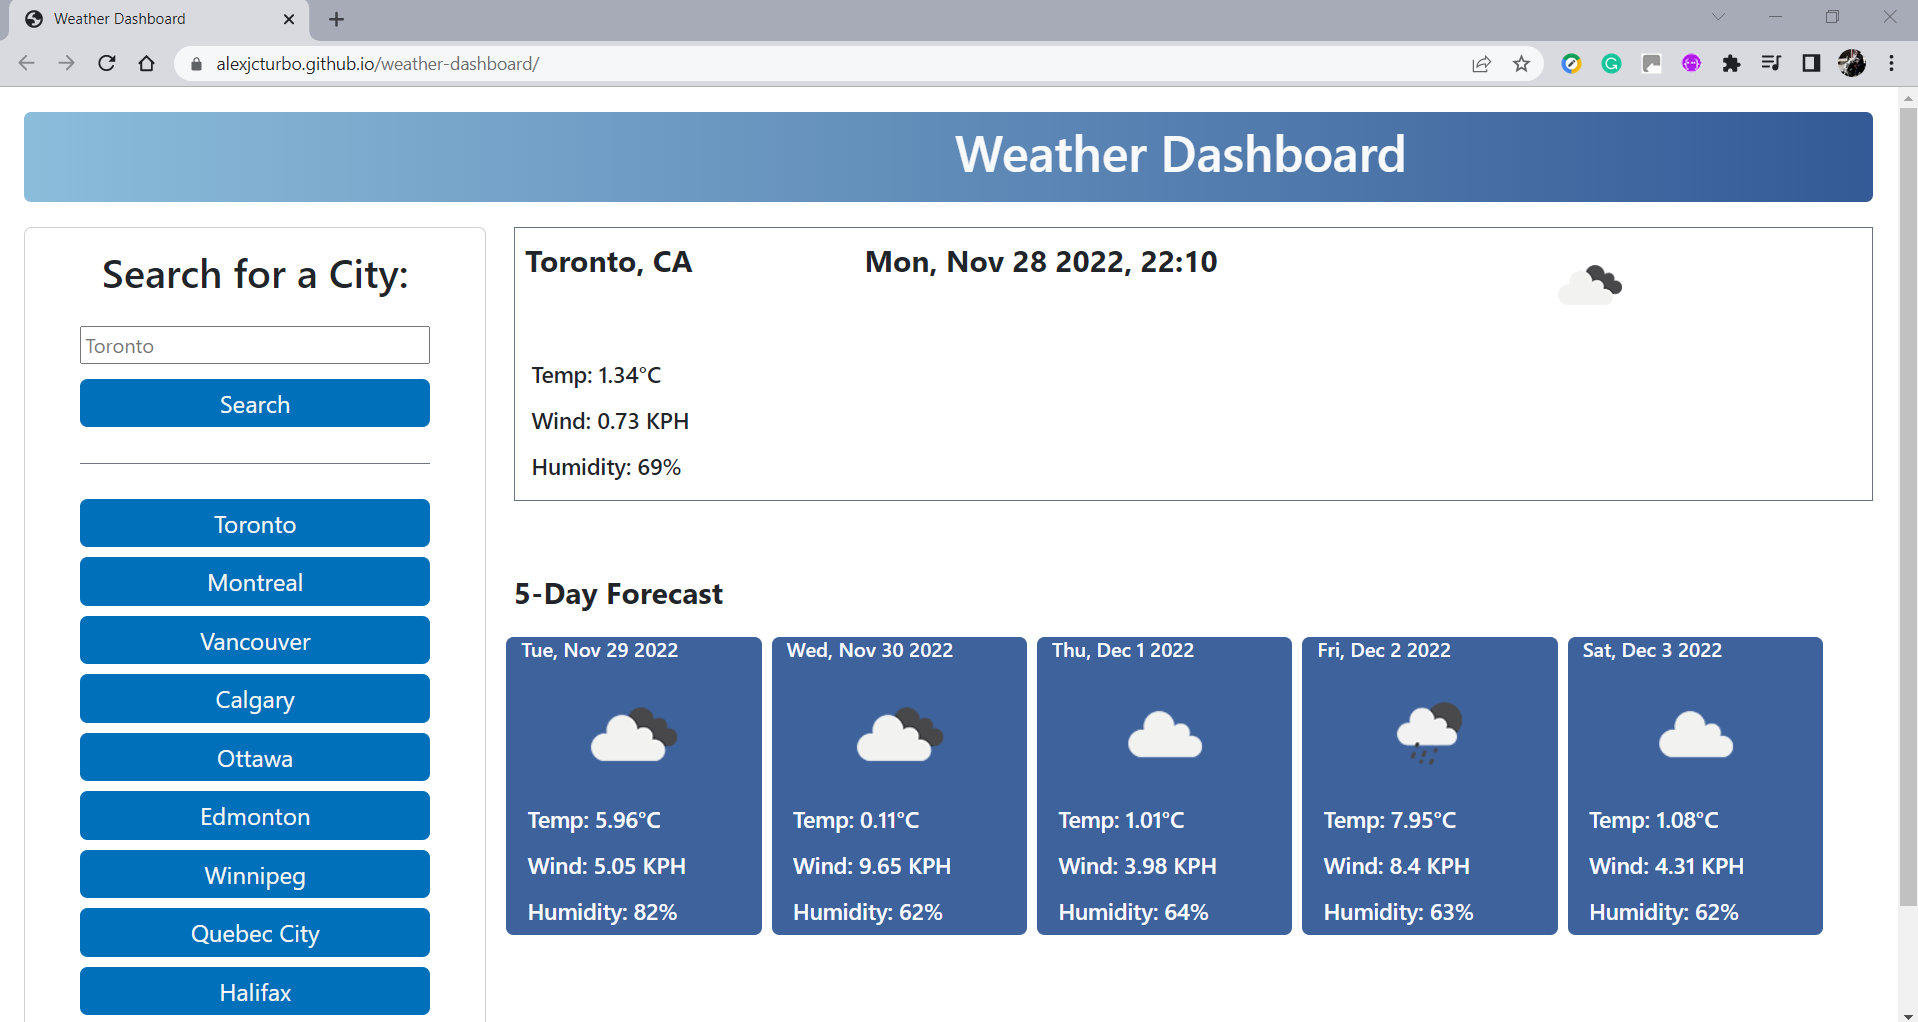 Weather Dashboard
alexjcturbo.github.io/weather-dashboard/
Weather Dashboard
Search for a City:
Toronto
Search
Toronto
Montreal
Vancouver
Calgary
Ottawa
Edmonton
Winnipeg
Quebec City
Halifax
Toronto, CA Mon, Nov 28 2022, 22:10
Temp: 1.34°C
Wind: 0.73 KPH
Humidity: 69%
5-Day Forecast
Tue, Nov 29 2022
Temp: 5.96°C
Wind: 5.05 KPH
Humidity: 82%
Wed, Nov 30 2022
Temp: 0.11°C
Wind: 9.65 KPH
Humidity: 62%
Thu, Dec 1 2022
Temp: 1.01°C
Wind: 3.98 KPH
Humidity: 64%
Fri, Dec 2 2022
Temp: 7.95°C
Wind: 8.4 KPH
Humidity: 63%
Sat, Dec 3 2022
Temp: 1.08°C
Wind: 4.31 KPH
Humidity: 62%